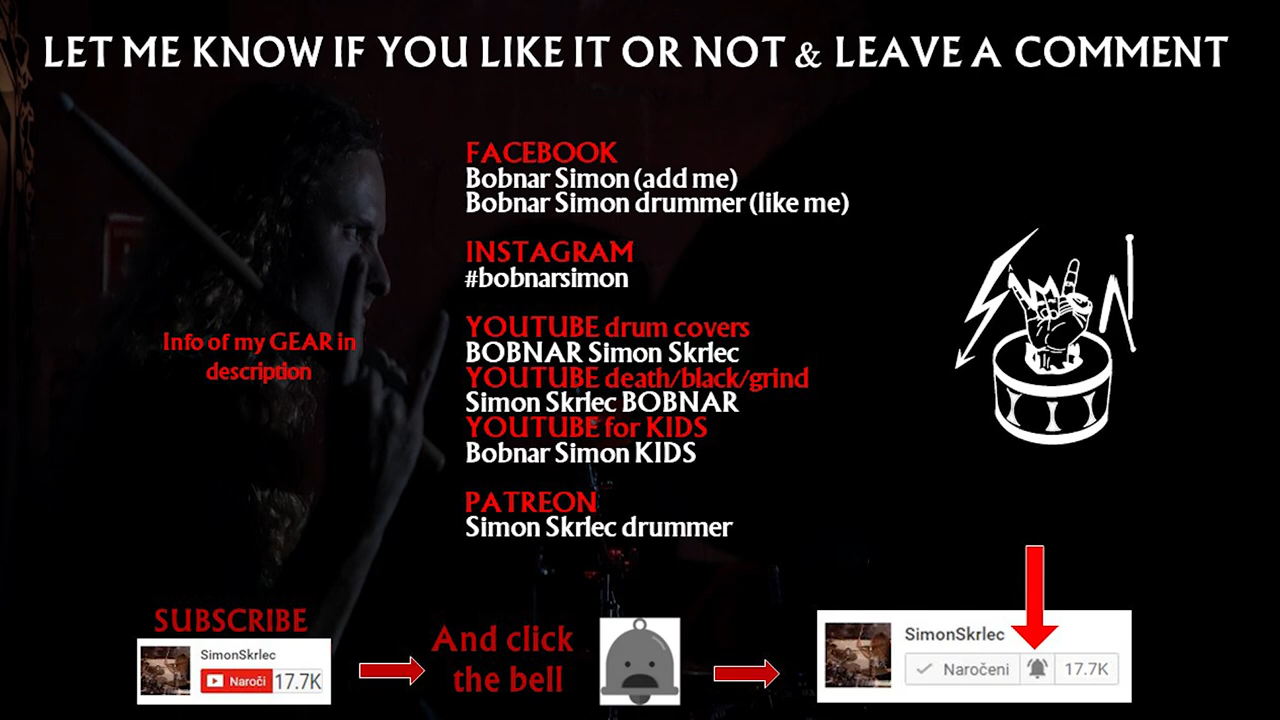 LET ME KNOW IF YOU LIKE IT OR NOT & LEAVE A COMMENT
FACEBOOK
Bobnar Simon (add me)
Bobnar Simon drummer (like me)
INSTAGRAM
#bobnarsimon
Info of my GEAR in
description
YOUTUBE drum covers
BOBNAR Simon Skrlec
YOUTUBE death/black/grind
Simon Skrlec BOBNAR
YOUTUBE for KIDS
Bobnar Simon KIDS
PATREON
Simon Skrlec drummer
SIMON
SUBSCRIBE
SimonSkrlec
Naroči 17.7K
And click
the bell
SimonSkrlec
Naročeni 17.7K